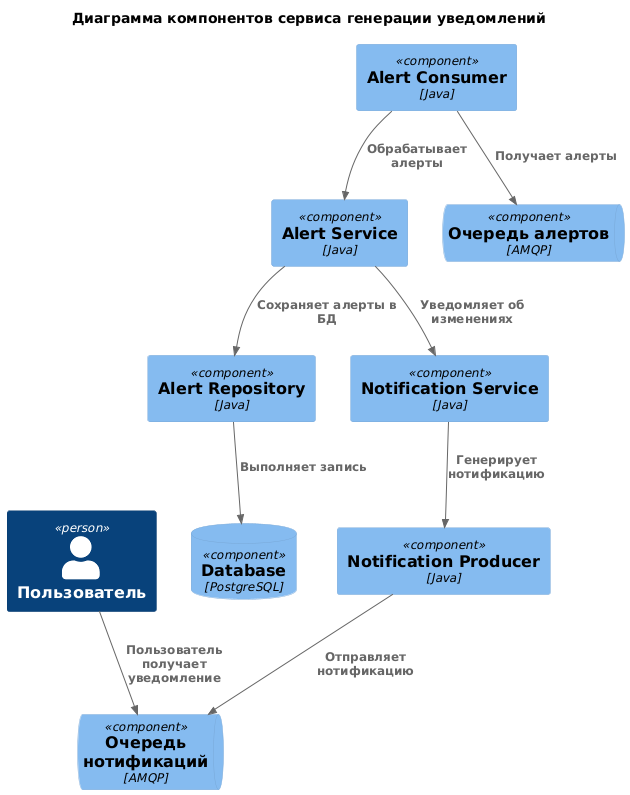 Диаграмма компонентов сервиса генерации уведомлений
«component»
Alert Consumer
[Java]
Обрабатывает
алерты
Получает алерты
«component»
Alert Service
[Java]
«component»
Очередь алертов
[AMQP]
Сохраняет алерты в
БД
Уведомляет об
изменениях
«component»
Alert Repository
[Java]
«component»
Notification Service
[Java]
Выполняет запись
Генерирует
нотификацию
«person»
Пользователь
«component»
Database
[PostgreSQL]
«component»
Notification Producer
[Java]
Пользователь
получает
уведомление
Отправляет
нотификацию
«component»
Очередь
нотификаций
[AMQP]